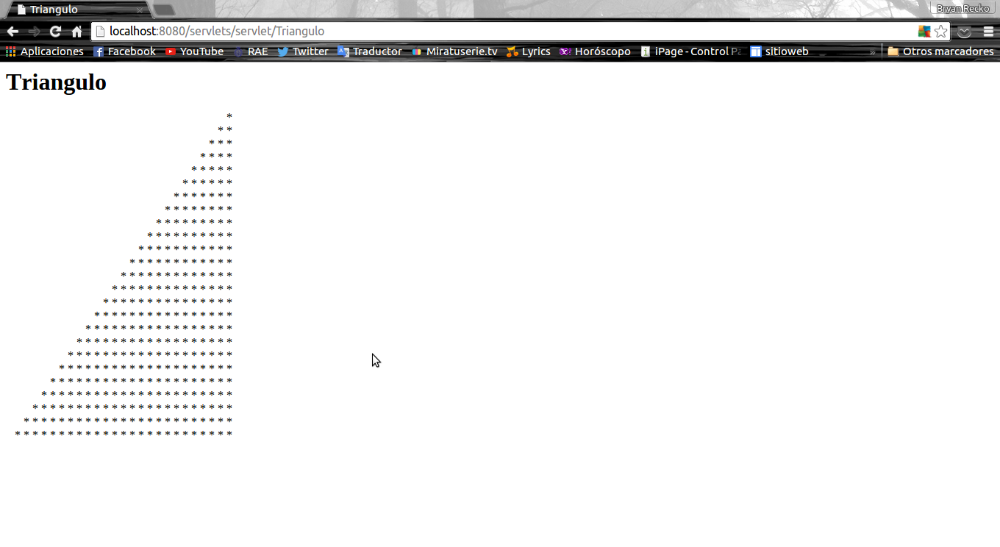 Triangulo
Bryan Recko
localhost:8080/servlets/servlet/Triangulo
Aplicaciones Facebook YouTube RAE Twitter Traductor Miratuserie.tv Lyrics Horóscopo iPage - Control Pa sitioweb » Otros marcadores
Triangulo
*
* *
* * *
* * * *
* * * * *
* * * * * *
* * * * * * *
* * * * * * * *
* * * * * * * * *
* * * * * * * * * *
* * * * * * * * * * *
* * * * * * * * * * * *
* * * * * * * * * * * * *
* * * * * * * * * * * * * *
* * * * * * * * * * * * * * *
* * * * * * * * * * * * * * * *
* * * * * * * * * * * * * * * * *
* * * * * * * * * * * * * * * * * *
* * * * * * * * * * * * * * * * * * *
* * * * * * * * * * * * * * * * * * * *
* * * * * * * * * * * * * * * * * * * * *
* * * * * * * * * * * * * * * * * * * * * *
* * * * * * * * * * * * * * * * * * * * * * *
* * * * * * * * * * * * * * * * * * * * * * * *
* * * * * * * * * * * * * * * * * * * * * * * * *